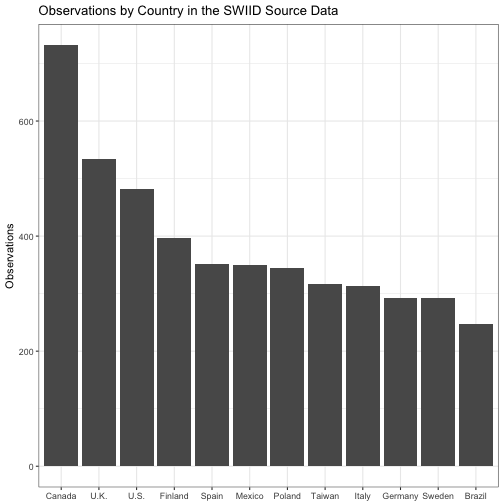 Observations by Country in the SWIID Source Data
Observations
600
400
200
0
Canada U.K. U.S. Finland Spain Mexico Poland Taiwan Italy Germany Sweden Brazil